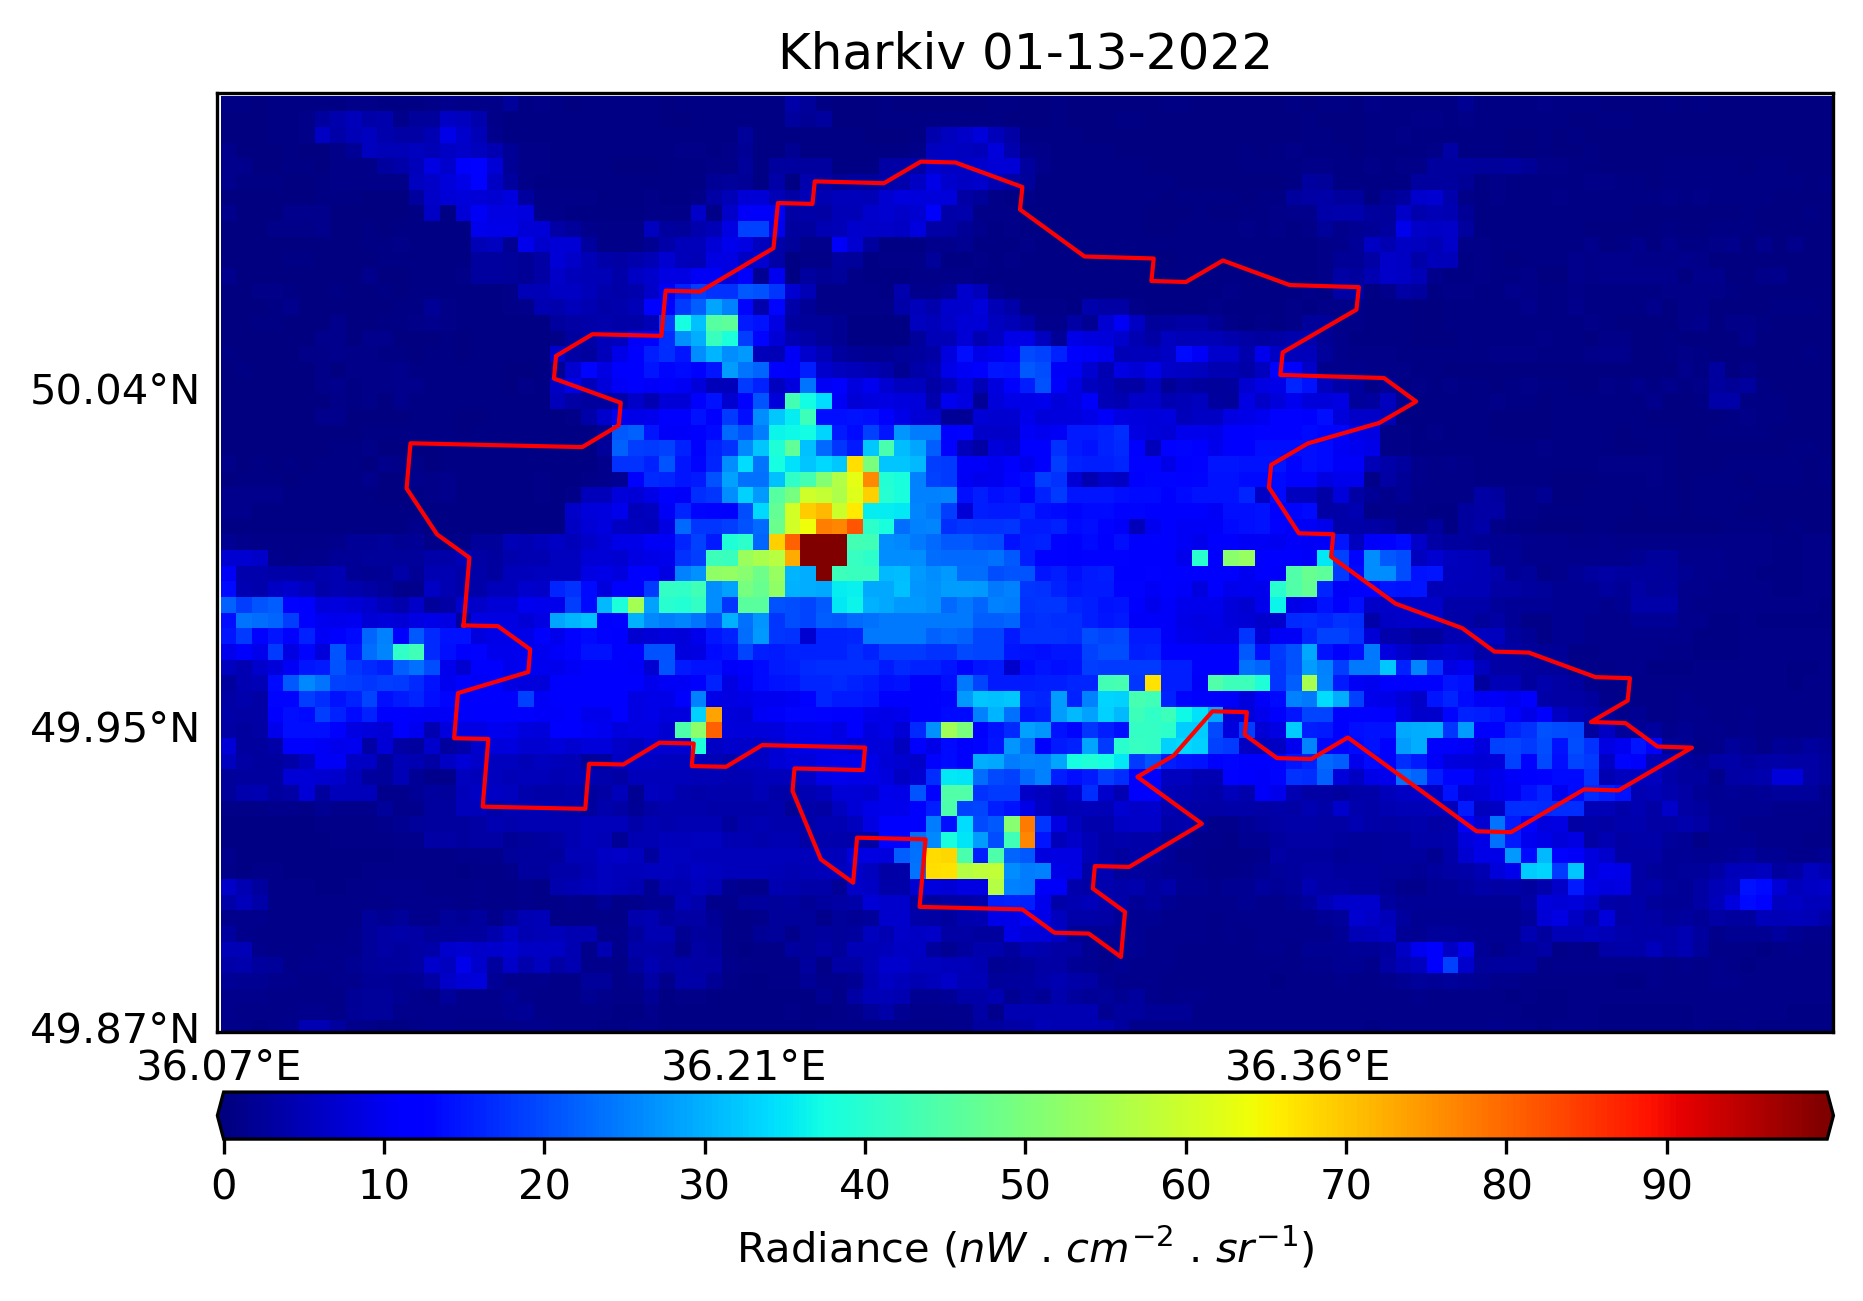 Kharkiv 01-13-2022
50.04°N
49.95°N
49.87°N
36.07°E 36.21°E 36.36°E
0 10 20 30 40 50 60 70 80 90
Radiance (nW . cm⁻² . sr⁻¹)